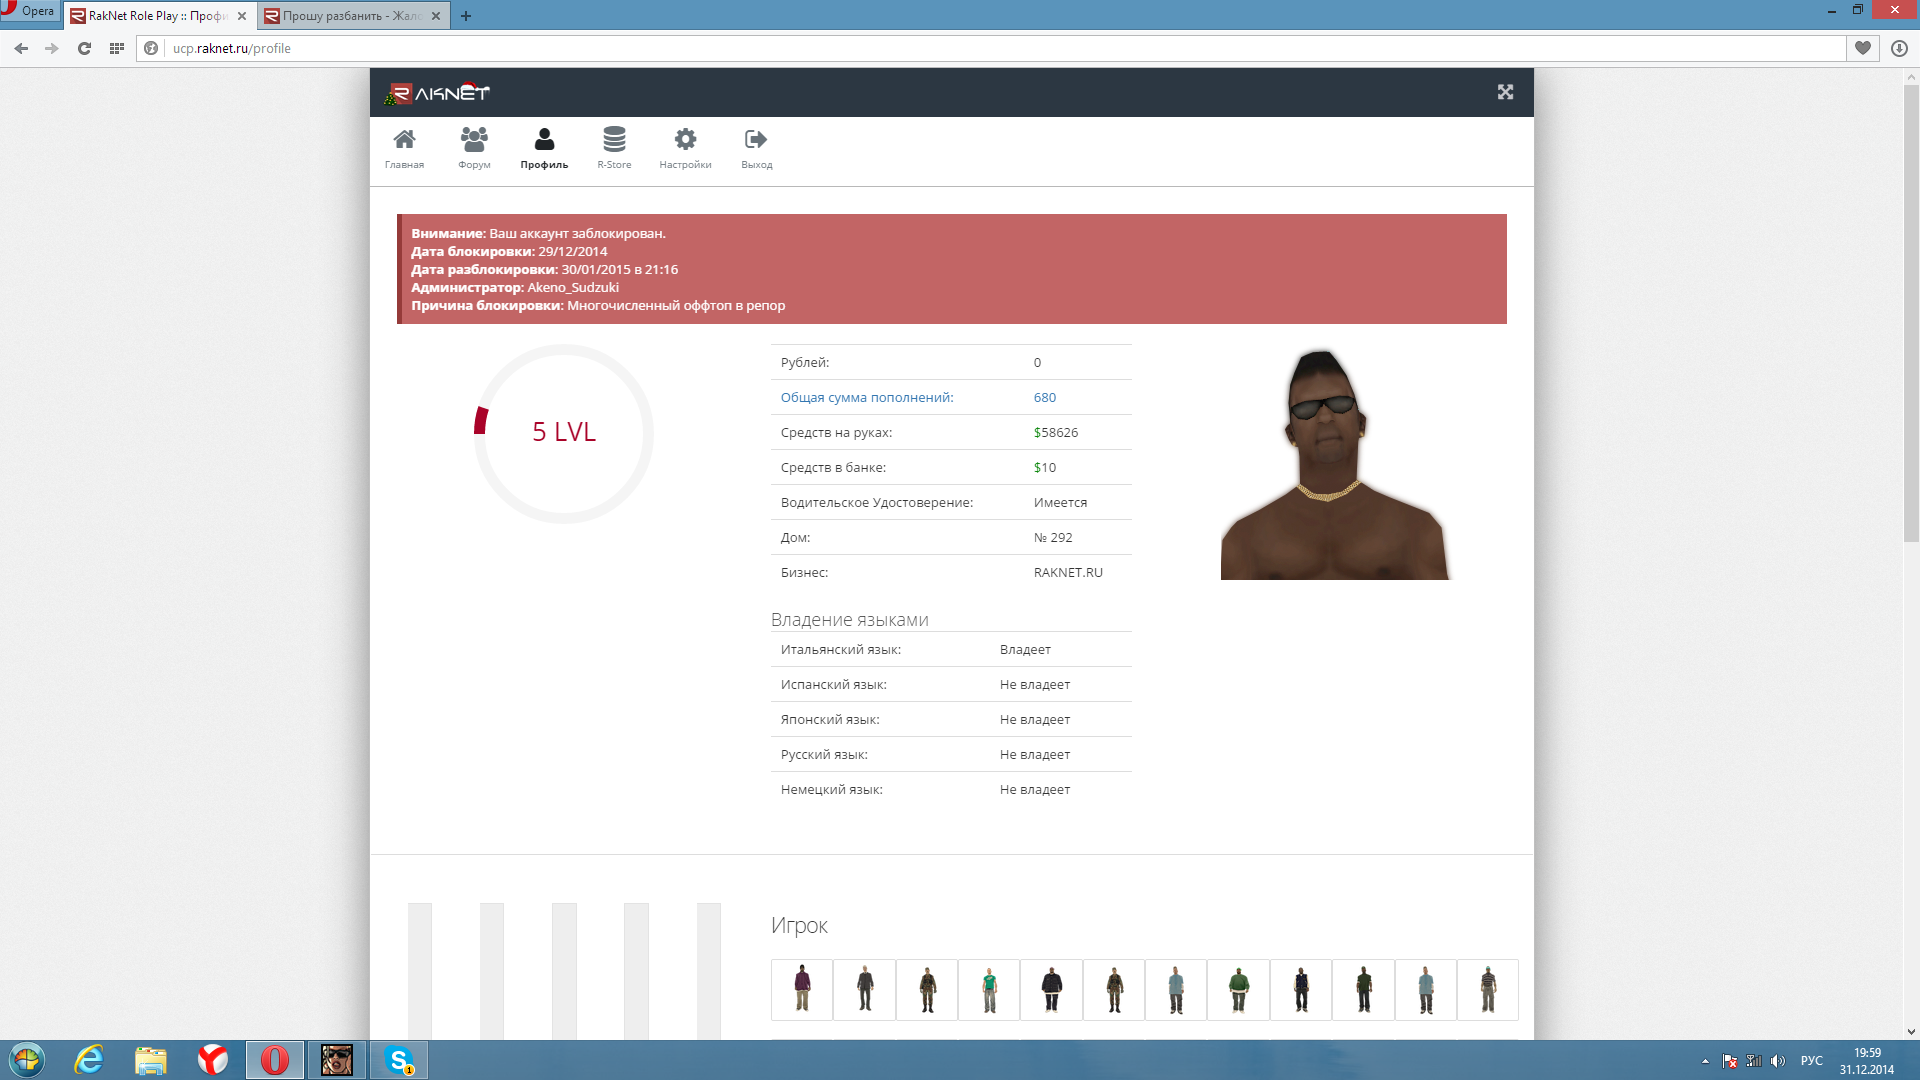 Opera
RakNet Role Play :: Профи
Прошу разбанить - Жало
ucp.raknet.ru/profile
RAKNET
Главная
Форум
Профиль
R-Store
Настройки
Выход
Внимание: Ваш аккаунт заблокирован.
Дата блокировки: 29/12/2014
Дата разблокировки: 30/01/2015 в 21:16
Администратор: Akeno_Sudzuki
Причина блокировки: Многочисленный оффтоп в репор
5 LVL
Рублей: 0
Общая сумма пополнений: 680
Средств на руках: $58626
Средств в банке: $10
Водительское Удостоверение: Имеется
Дом: № 292
Бизнес: RAKNET.RU
Владение языками
Итальянский язык: Владеет
Испанский язык: Не владеет
Японский язык: Не владеет
Русский язык: Не владеет
Немецкий язык: Не владеет
Игрок
1
РУС
19:59
31.12.2014